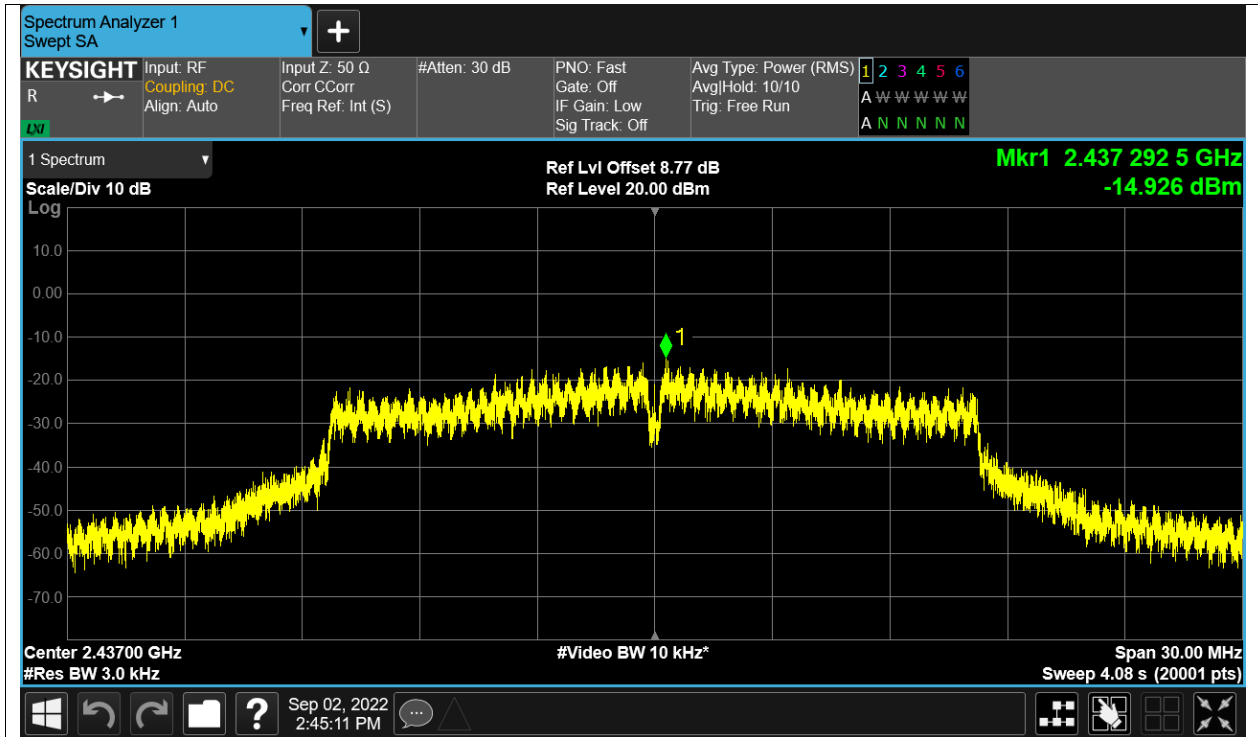 Spectrum Analyzer 1
Swept SA
KEYSIGHT
R
LXI
Input: RF
Coupling: DC
Align: Auto
Input Z: 50 Ω
Corr CCorr
Freq Ref: Int (S)
#Atten: 30 dB
PNO: Fast
Gate: Off
IF Gain: Low
Sig Track: Off
Avg Type: Power (RMS)
Avg|Hold: 10/10
Trig: Free Run
1 2 3 4 5 6
A W W W W W
A N N N N N
1 Spectrum
Scale/Div 10 dB
Log
Ref Lvl Offset 8.77 dB
Ref Level 20.00 dBm
Mkr1 2.437 292 5 GHz
-14.926 dBm
10.0
0.00
-10.0
-20.0
-30.0
-40.0
-50.0
-60.0
-70.0
1
Center 2.43700 GHz
#Res BW 3.0 kHz
#Video BW 10 kHz*
Span 30.00 MHz
Sweep 4.08 s (20001 pts)
?
Sep 02, 2022
2:45:11 PM